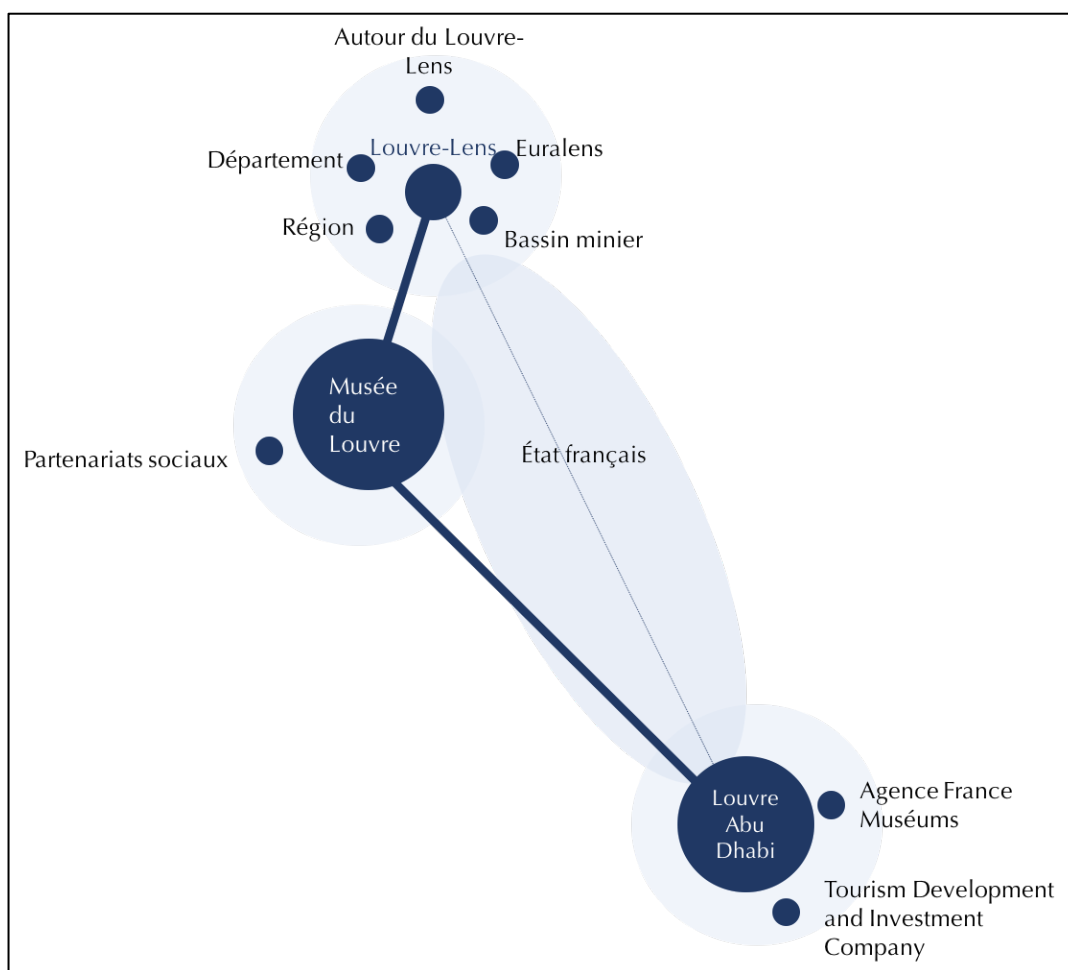 Autour du Louvre-
Lens
Louvre-Lens
Euralens
Département
Région
Bassin minier
Musée
du
Louvre
Partenariats sociaux
État français
Louvre
Abu
Dhabi
Agence France
Muséums
Tourism Development
and Investment
Company